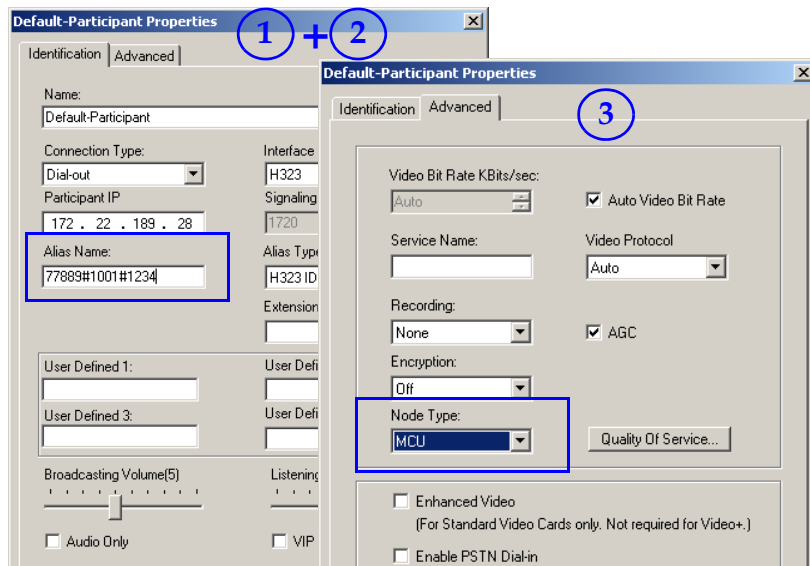 Default-Participant Properties
1 + 2
Identification Advanced
Name:
Default-Participant
Connection Type: Interface
Dial-out H323
Participant IP Signaling
172 . 22 . 189 . 28 1720
Alias Name: Alias Type
77889#1001#1234 H323 ID
Extension
User Defined 1: User Defi
User Defined 3: User Defi
Broadcasting Volume(5) Listening
Audio Only VIP
Default-Participant Properties
Identification Advanced
3
Video Bit Rate KBits/sec:
Auto Auto Video Bit Rate
Service Name: Video Protocol
Auto
Recording:
None AGC
Encryption:
Off
Node Type:
MCU Quality Of Service...
Enhanced Video
(For Standard Video Cards only. Not required for Video+.)
Enable PSTN Dial-in